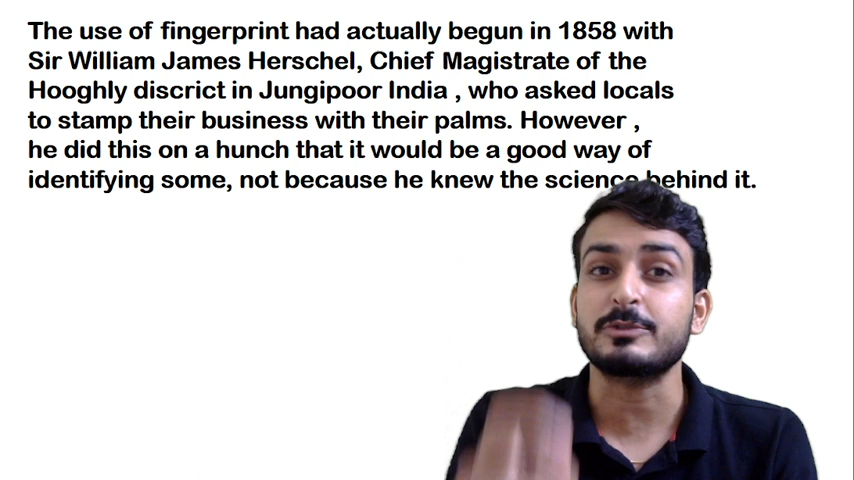 The use of fingerprint had actually begun in 1858 with
Sir William James Herschel, Chief Magistrate of the
Hooghly discrict in Jungipoor India , who asked locals
to stamp their business with their palms. However ,
he did this on a hunch that it would be a good way of
identifying some, not because he knew the science behind it.